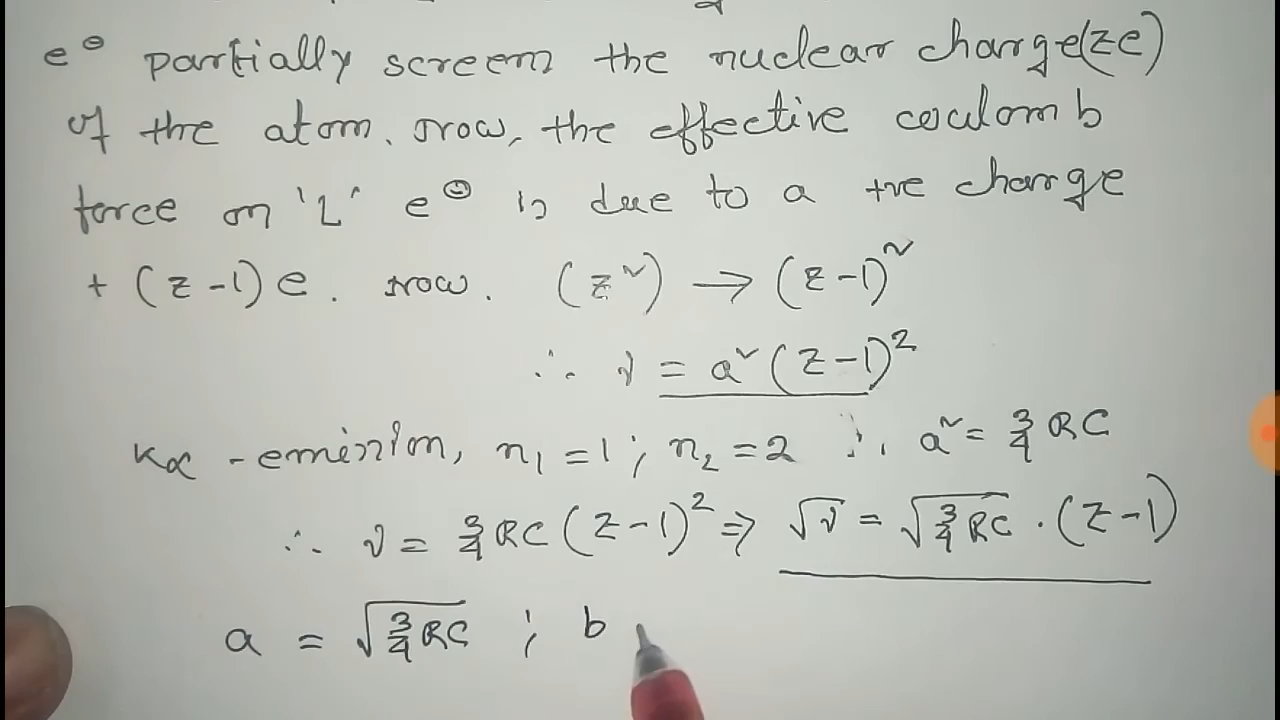 e⊖ partially screen the nuclear charge(ze)
of the atom. now, the effective coulomb
force on 'L' e⊖ is due to a +ve charge
+ (z-1)e. now. (z²) → (z-1)²
∴ ν = a²(z-1)²
Kα - emission, n₁ = 1; n₂ = 2 ∴ a² = 3/4 RC
∴ ν = 3/4 RC (z-1)² ⇒ √ν = √(3/4 RC) · (z-1)
a = √(3/4 RC) ; b